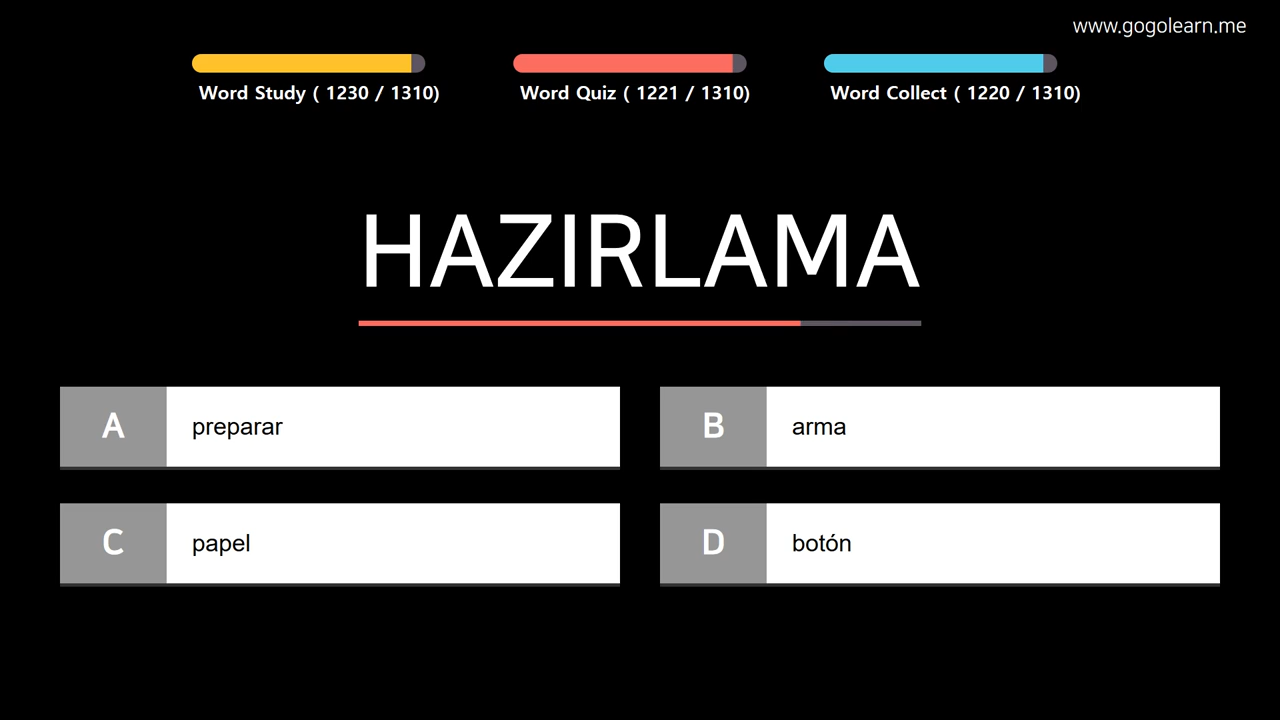 www.gogolearn.me
Word Study ( 1230 / 1310)
Word Quiz ( 1221 / 1310)
Word Collect ( 1220 / 1310)
HAZIRLAMA
A preparar
B arma
C papel
D botón